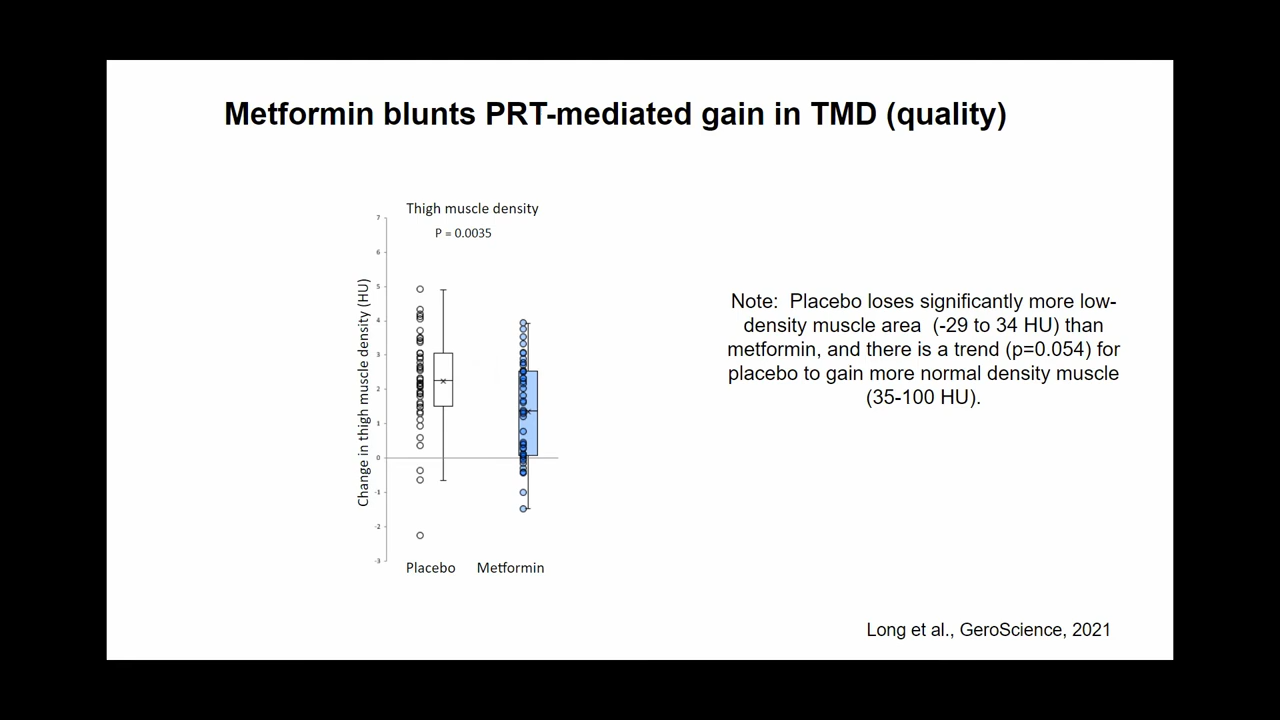 Metformin blunts PRT-mediated gain in TMD (quality)
Thigh muscle density
P = 0.0035
7
6
5
4
3
2
1
0
-1
-2
-3
Change in thigh muscle density (HU)
Placebo
Metformin
Note:  Placebo loses significantly more low-
density muscle area  (-29 to 34 HU) than
metformin, and there is a trend (p=0.054) for
placebo to gain more normal density muscle
(35-100 HU).
Long et al., GeroScience, 2021